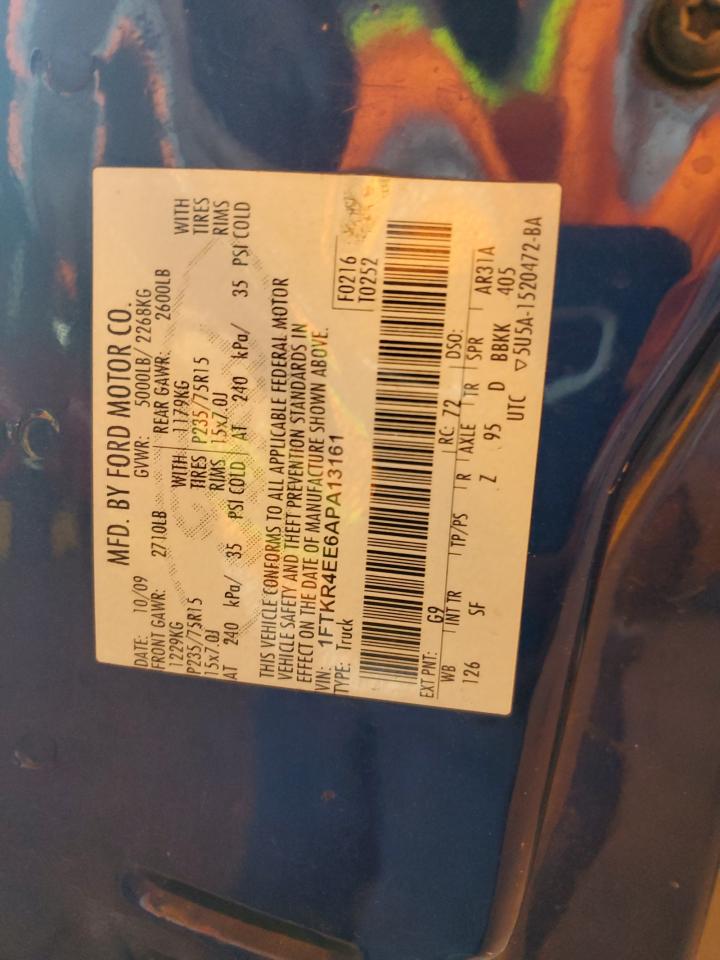 MFD. BY FORD MOTOR CO.
DATE: 10/09 GVWR: 5000LB/ 2268KG
FRONT GAWR: 2710LB REAR GAWR: 2600LB
1229KG WITH 1179KG WITH
P235/75R15 TIRES P235/75R15 TIRES
15x7.0J RIMS 15x7.0J RIMS
AT 240 kPa/ 35 PSI COLD AT 240 kPa/ 35 PSI COLD
THIS VEHICLE CONFORMS TO ALL APPLICABLE FEDERAL MOTOR
VEHICLE SAFETY AND THEFT PREVENTION STANDARDS IN
EFFECT ON THE DATE OF MANUFACTURE SHOWN ABOVE.
VIN: 1FTKR4EE6APA13161 F0216
TYPE: Truck T0252
EXT PNT: G9 RC: 72 DSO:
WB INT TR TP/PS R AXLE TR SPR AR31A
126 SF Z 95 D BBKK 405
UTC ▽5U5A-1520472-BA